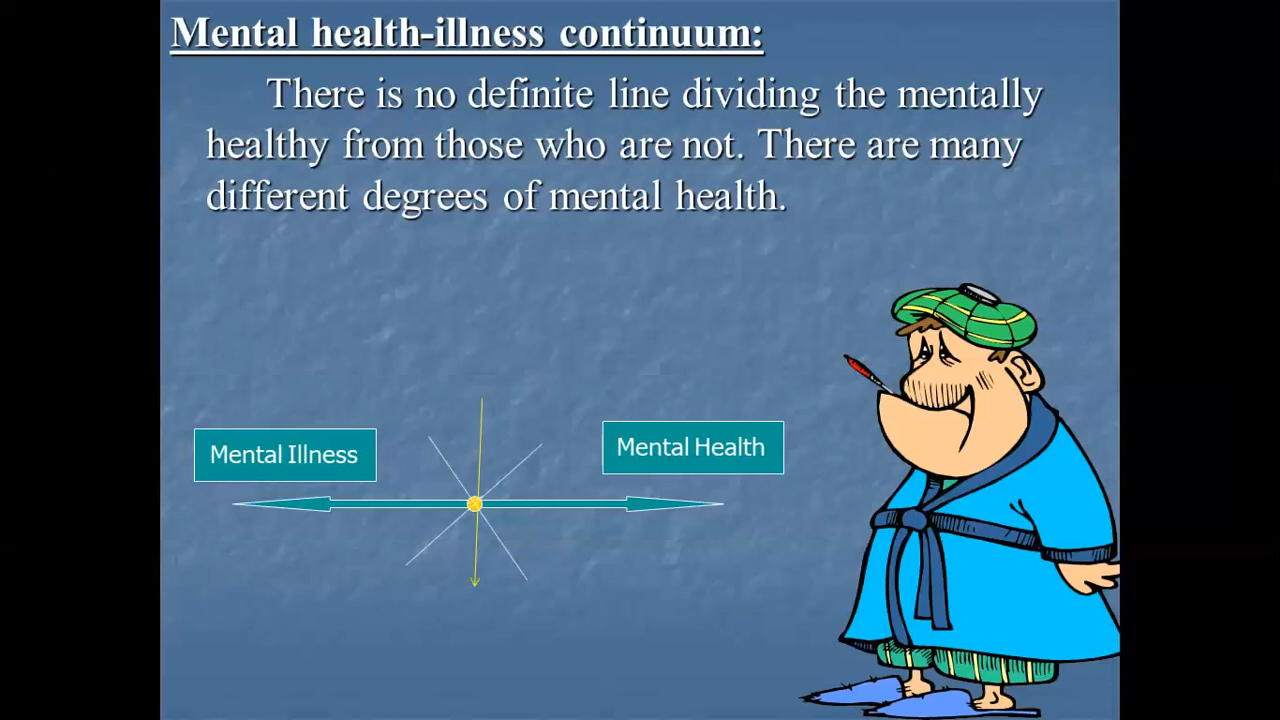 Mental health-illness continuum:
There is no definite line dividing the mentally
healthy from those who are not. There are many
different degrees of mental health.
Mental Illness
Mental Health